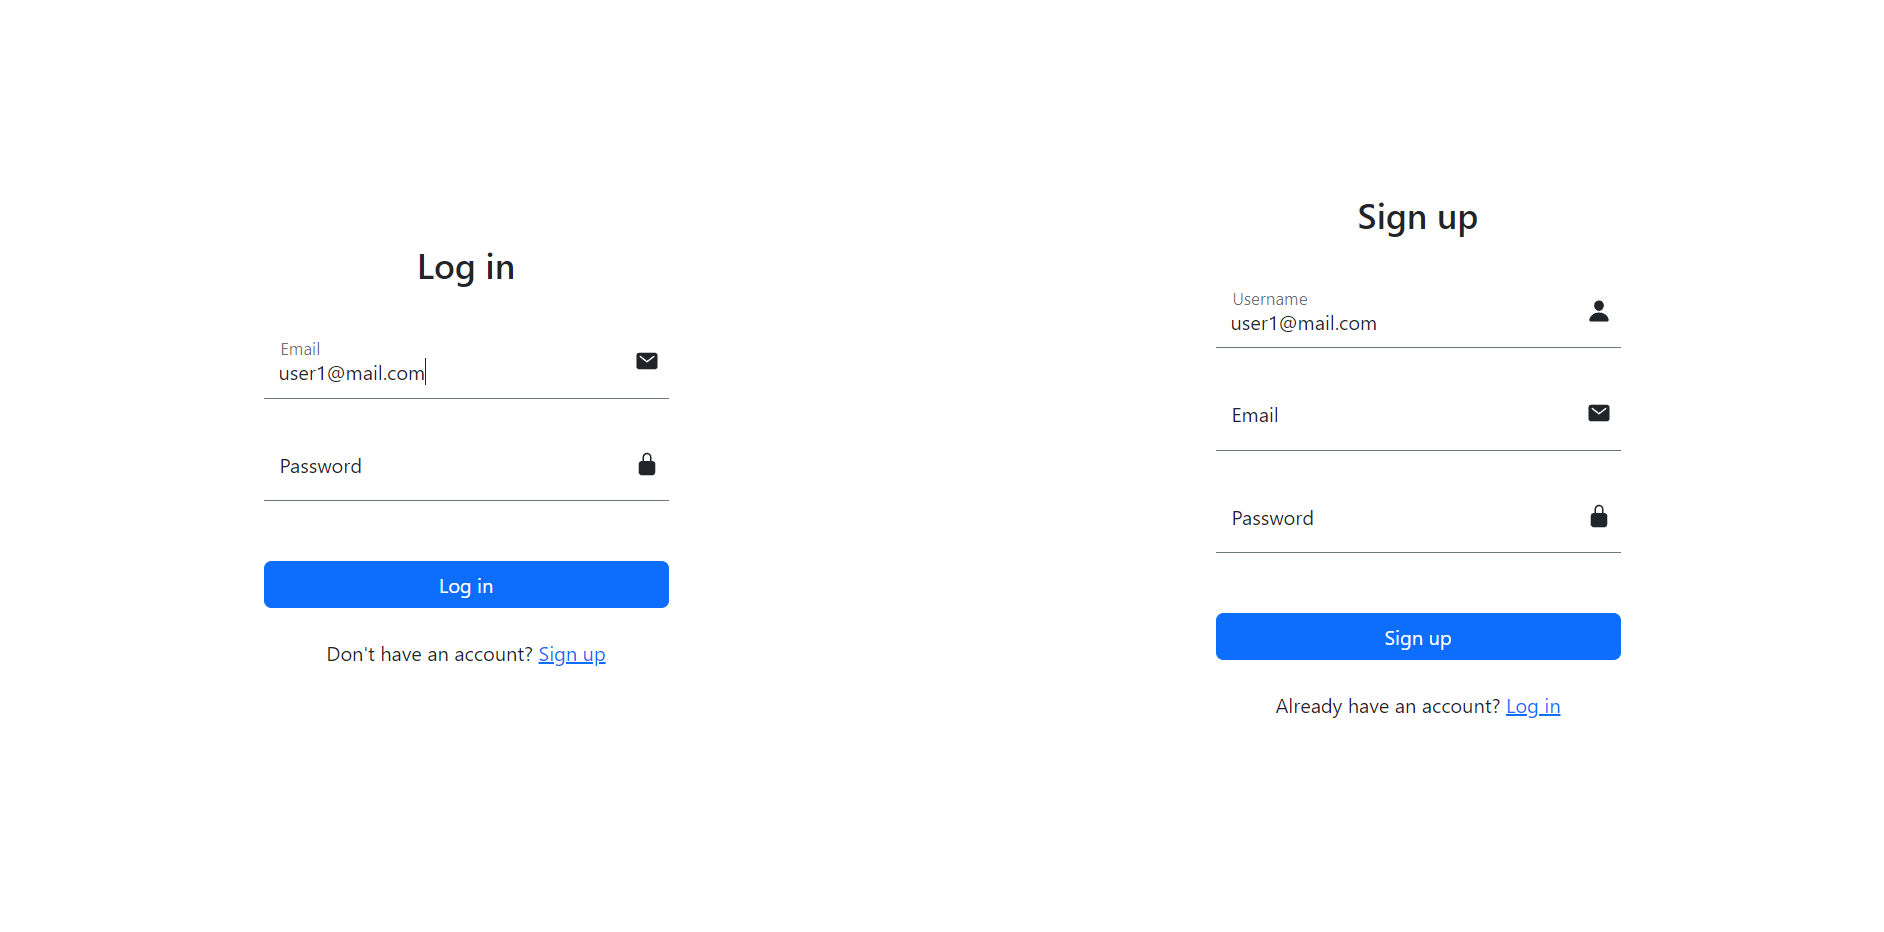 Log in
Email
user1@mail.com
Password
Log in
Don't have an account? Sign up
Sign up
Username
user1@mail.com
Email
Password
Sign up
Already have an account? Log in